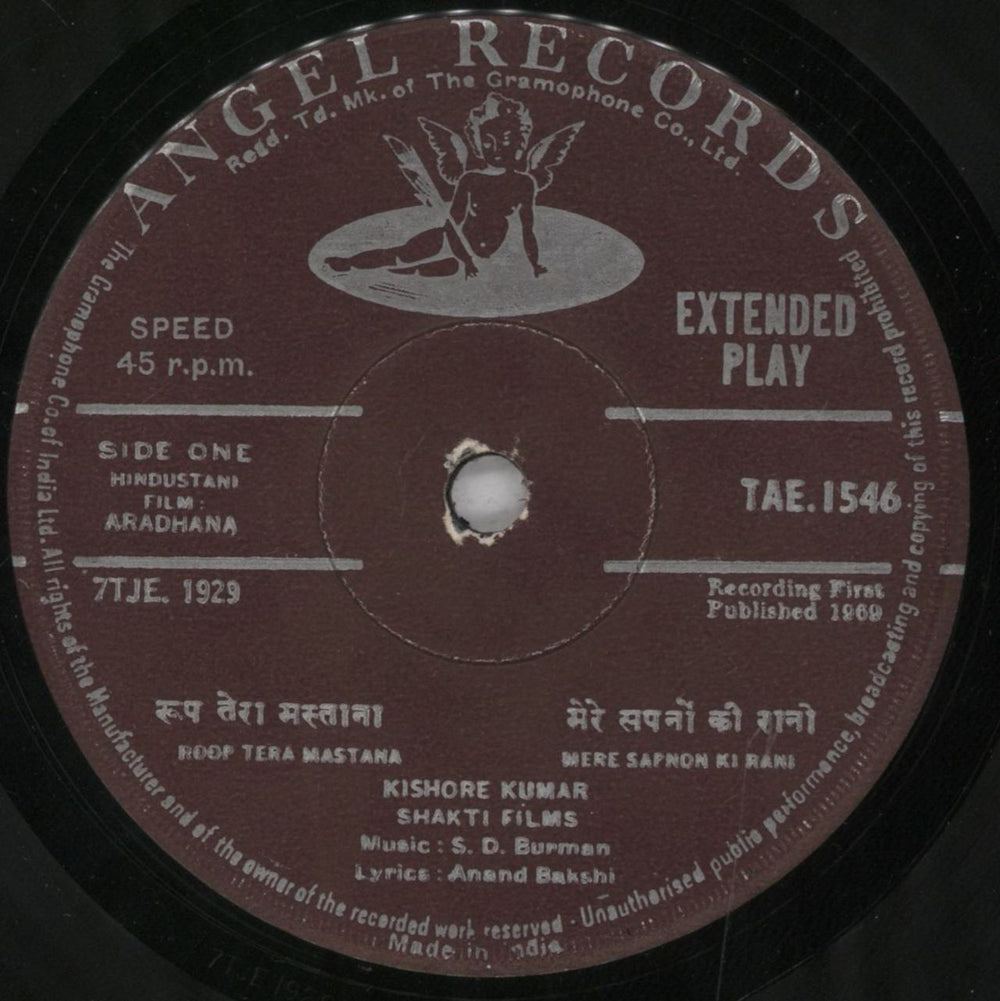 ANGEL RECORDS
Regd. Td. Mk. of The Gramophone Co., Ltd.
SPEED
45 r.p.m.
EXTENDED
PLAY
SIDE ONE
HINDUSTANI
FILM :
ARADHANA
TAE.1546
7TJE. 1929
Recording First
Published 1969
रूप तेरा मस्ताना
ROOP TERA MASTANA
मेरे सपनों की रानी
MERE SAPNON KI RANI
KISHORE KUMAR
SHAKTI FILMS
Music : S. D. Burman
Lyrics : Anand Bakshi
The Gramophone Co. of India Ltd. All rights of the Manufacturer and of the owner of the recorded work reserved - Unauthorised public performance, broadcasting and copying of this record prohibited
Made in India